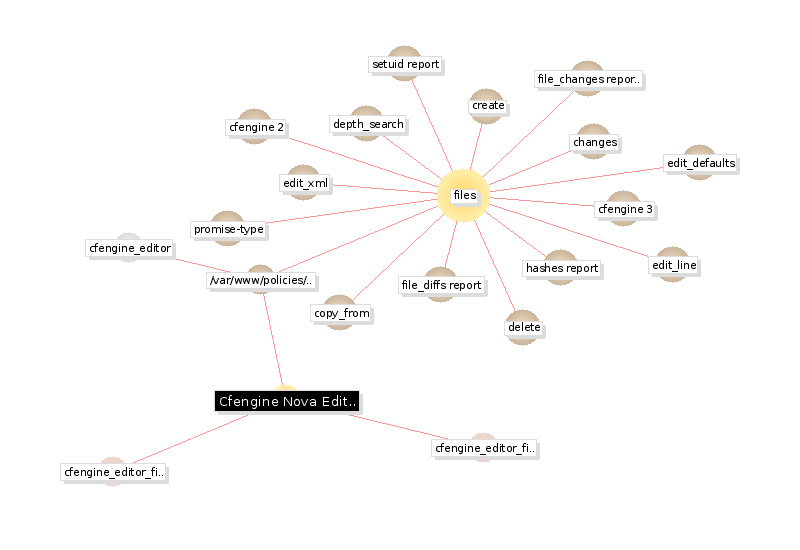 setuid report
file_changes repor..
create
depth_search
cfengine 2
changes
edit_defaults
edit_xml
files
cfengine 3
promise-type
cfengine_editor
edit_line
hashes report
/var/www/policies/..
file_diffs report
copy_from
delete
Cfengine Nova Edit..
cfengine_editor_fi..
cfengine_editor_fi..